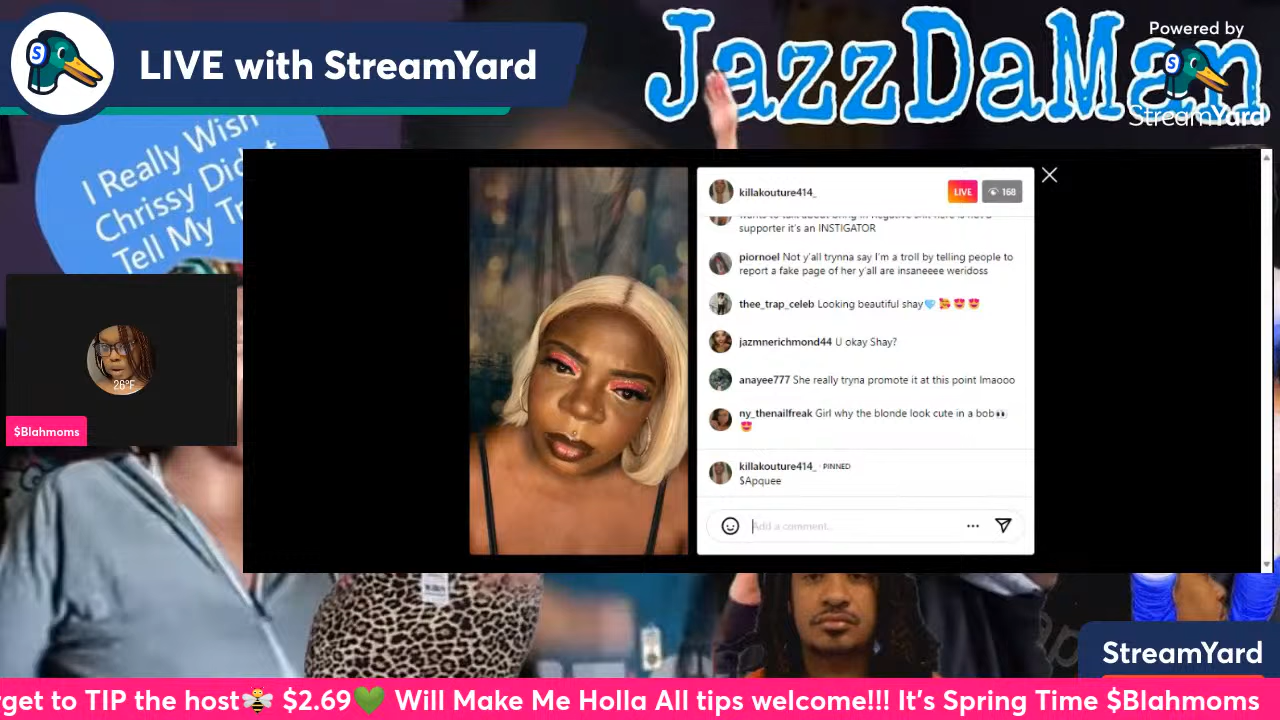 LIVE with StreamYard
JazzDaMan
Powered by
StreamYard
I Really Wish
Chrissy
Tell My
killakouture414_
LIVE
168
supporter it's an INSTIGATOR
piornoel Not y'all trynna say I'm a troll by telling people to
report a fake page of her y'all are insaneeee weridoss
thee_trap_celeb Looking beautiful shay🩵 🥰 😍 😍
jazmnerichmond44 U okay Shay?
anayee777 She really tryna promote it at this point lmaooo
ny_thenailfreak Girl why the blonde look cute in a bob👀
😍
killakouture414_ · PINNED
$Apquee
Add a comment...
26°F
$Blahmoms
StreamYard
rget to TIP the host🐝 $2.69💚 Will Make Me Holla All tips welcome!!! It's Spring Time $Blahmoms